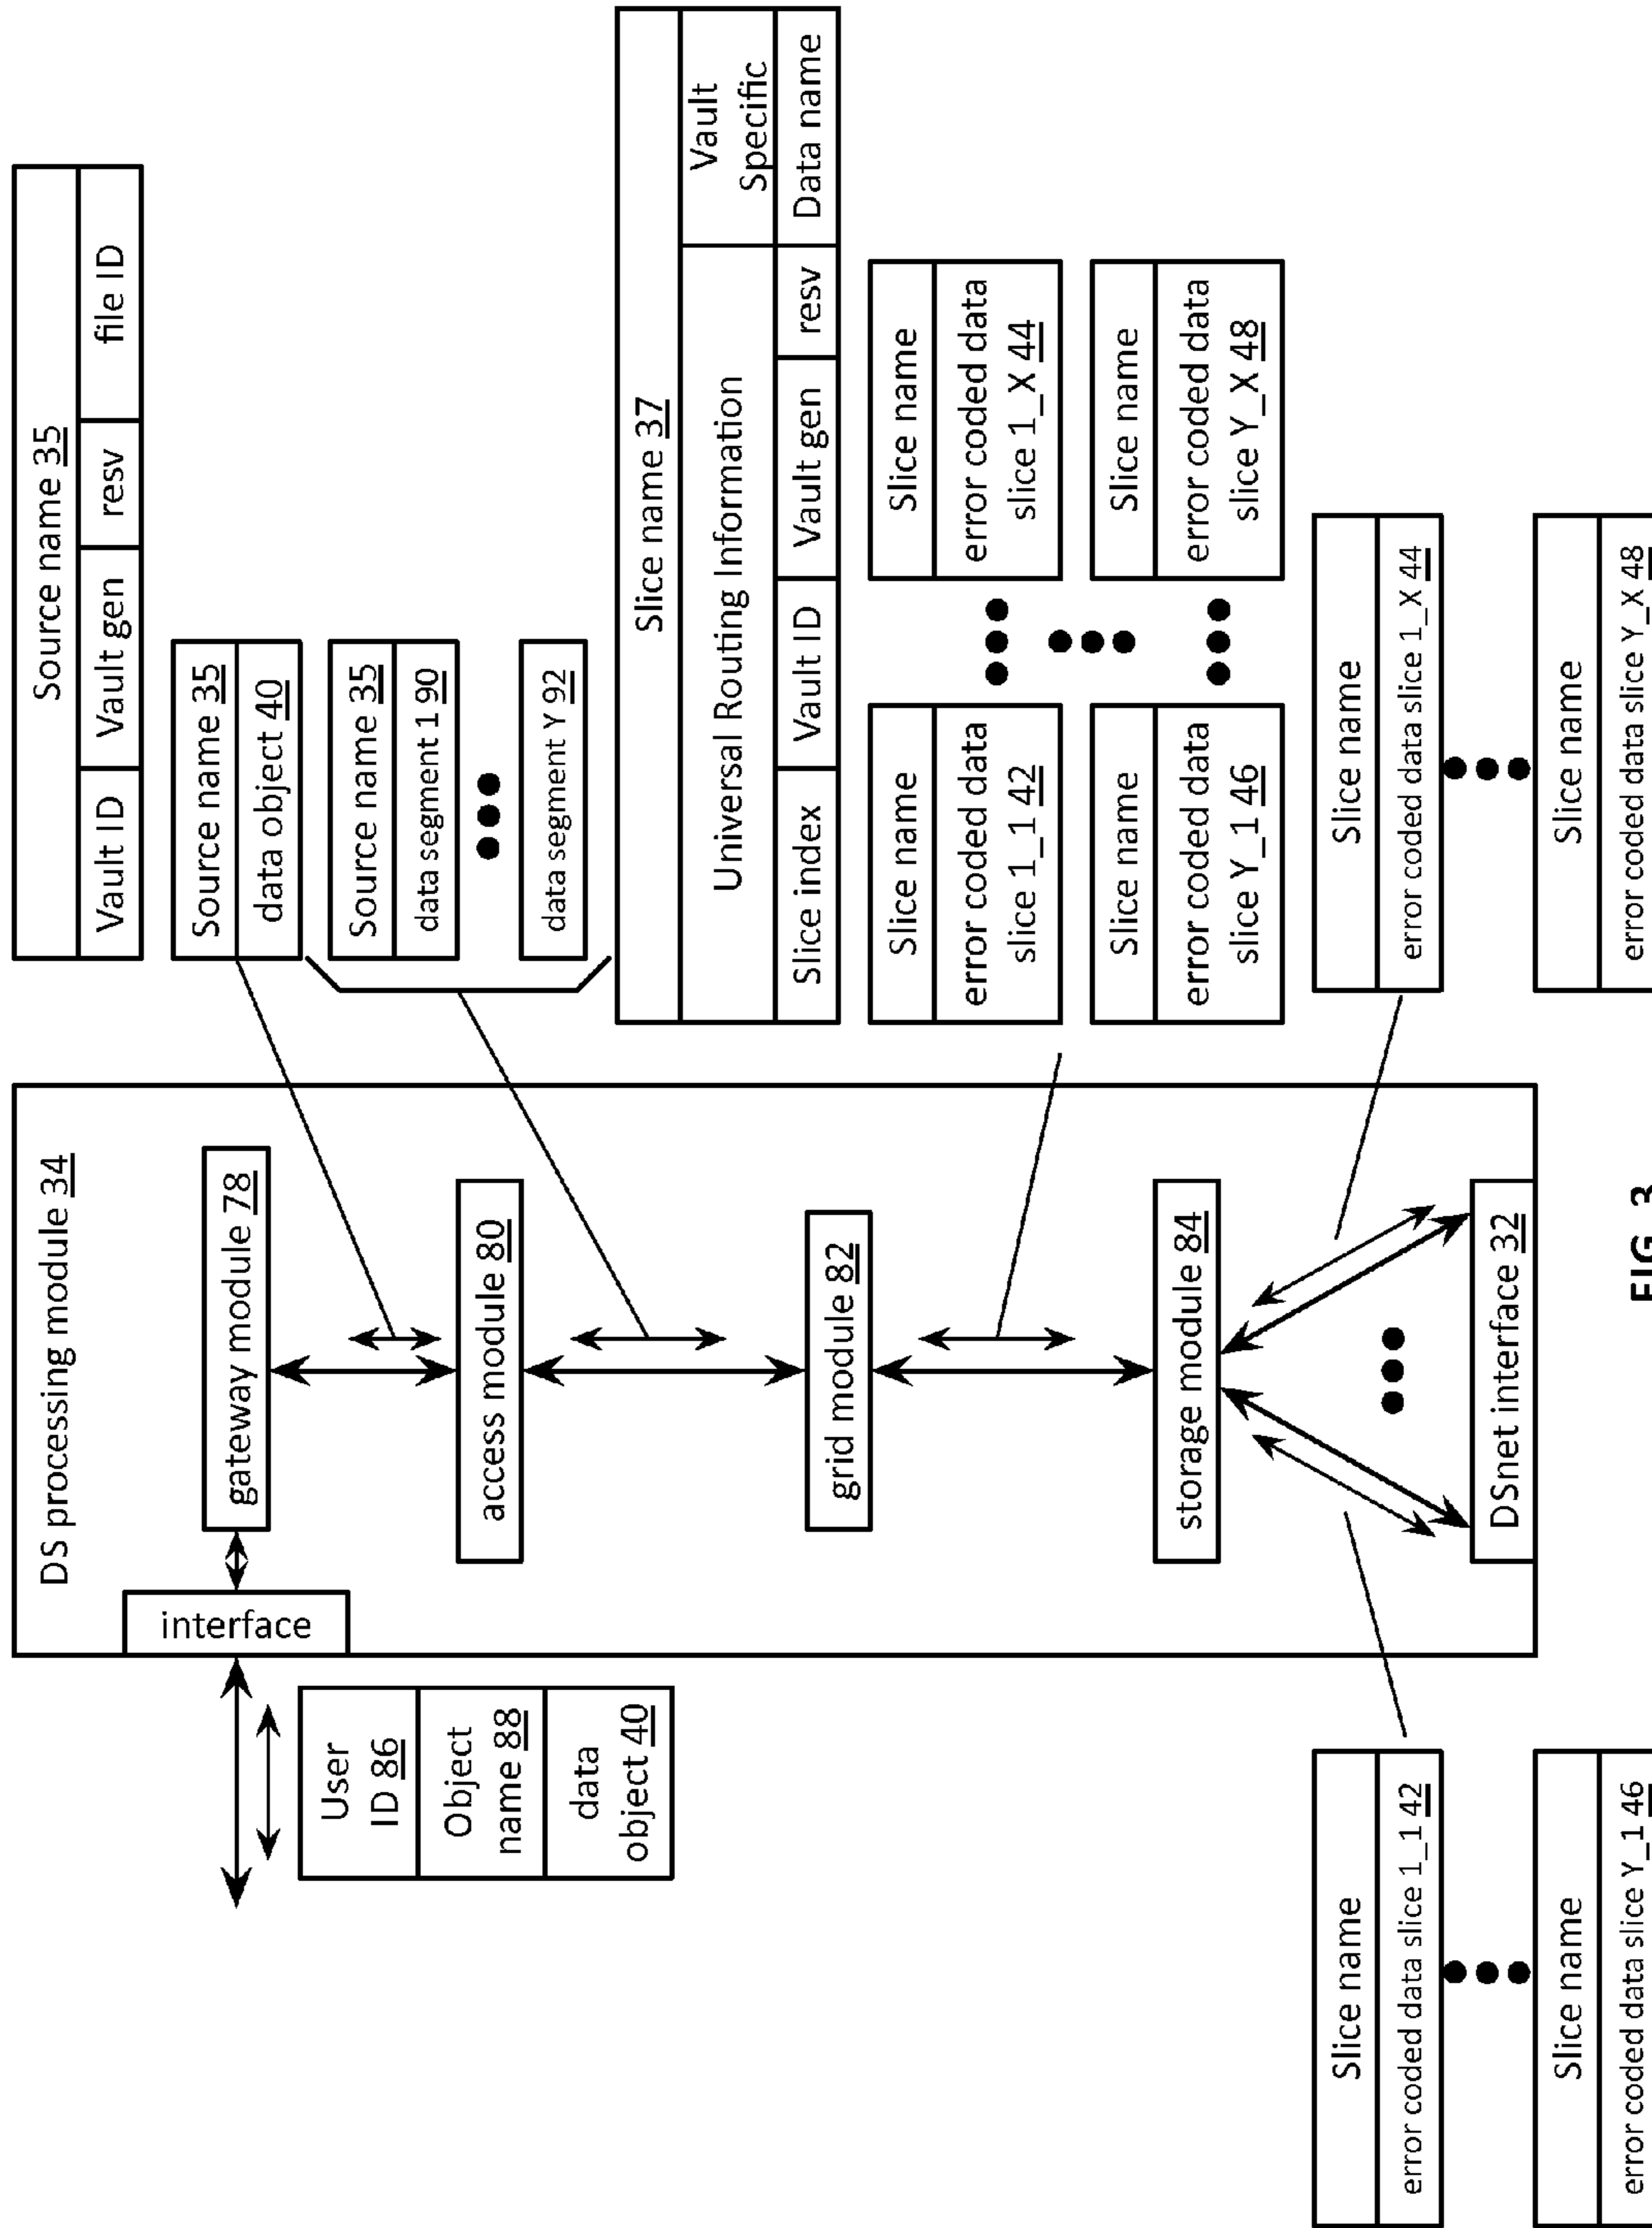 DS processing module 34
interface
gateway module 78
access module 80
grid module 82
storage module 84
DSnet interface 32
User
ID 86
Object
name 88
data
object 40
Source name 35
Vault ID
Vault gen
resv
file ID
Source name 35
data object 40
Source name 35
data segment 1 90
data segment Y 92
Slice name 37
Universal Routing Information
Vault
Specific
Slice index
Vault ID
Vault gen
resv
Data name
Slice name
error coded data
slice 1_1 42
Slice name
error coded data
slice 1_X 44
Slice name
error coded data
slice Y_1 46
Slice name
error coded data
slice Y_X 48
Slice name
error coded data slice 1_1 42
Slice name
error coded data slice Y_1 46
Slice name
error coded data slice 1_X 44
Slice name
error coded data slice Y_X 48
FIG. 3